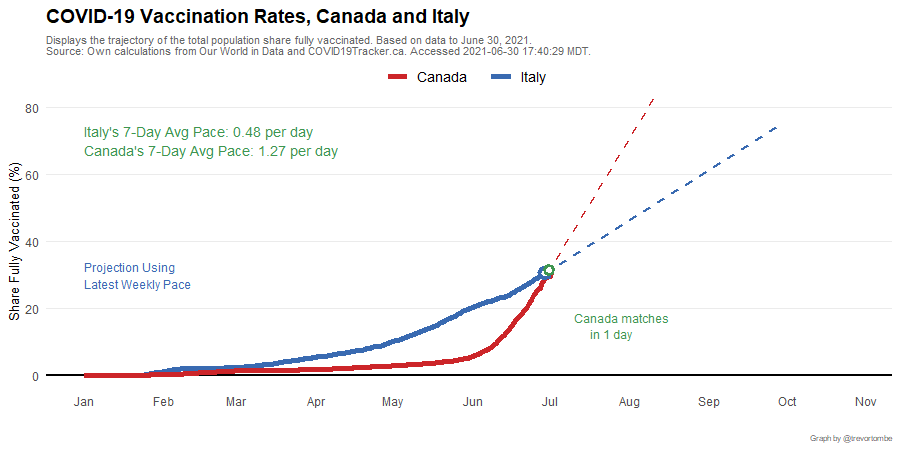 COVID-19 Vaccination Rates, Canada and Italy
Displays the trajectory of the total population share fully vaccinated. Based on data to June 30, 2021.
Source: Own calculations from Our World in Data and COVID19Tracker.ca. Accessed 2021-06-30 17:40:29 MDT.
Canada Italy
80
Italy's 7-Day Avg Pace: 0.48 per day
Canada's 7-Day Avg Pace: 1.27 per day
60
Share Fully Vaccinated (%)
40
Projection Using
Latest Weekly Pace
20
Canada matches
in 1 day
0
Jan Feb Mar Apr May Jun Jul Aug Sep Oct Nov
Graph by @trevortombe